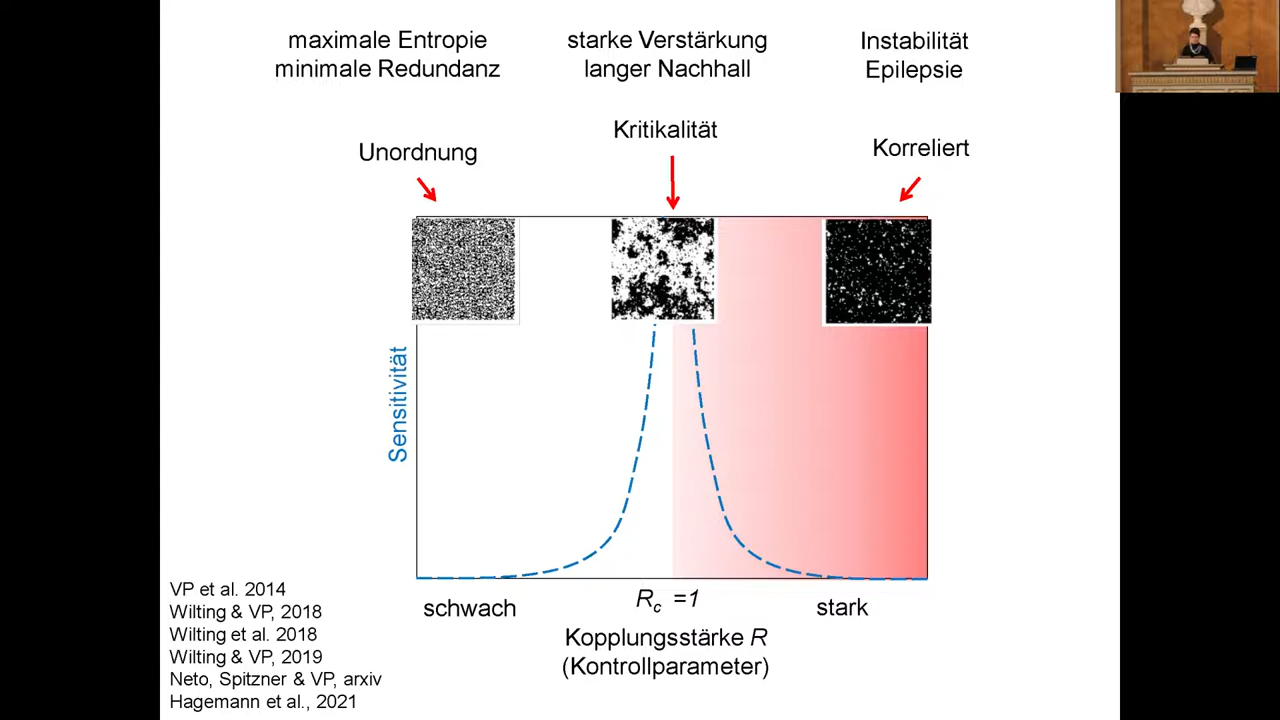 maximale Entropie
minimale Redundanz
starke Verstärkung
langer Nachhall
Instabilität
Epilepsie
Unordnung
Kritikalität
Korreliert
Sensitivität
schwach
R_c =1
stark
Kopplungsstärke R
(Kontrollparameter)
VP et al. 2014
Wilting & VP, 2018
Wilting et al. 2018
Wilting & VP, 2019
Neto, Spitzner & VP, arxiv
Hagemann et al., 2021